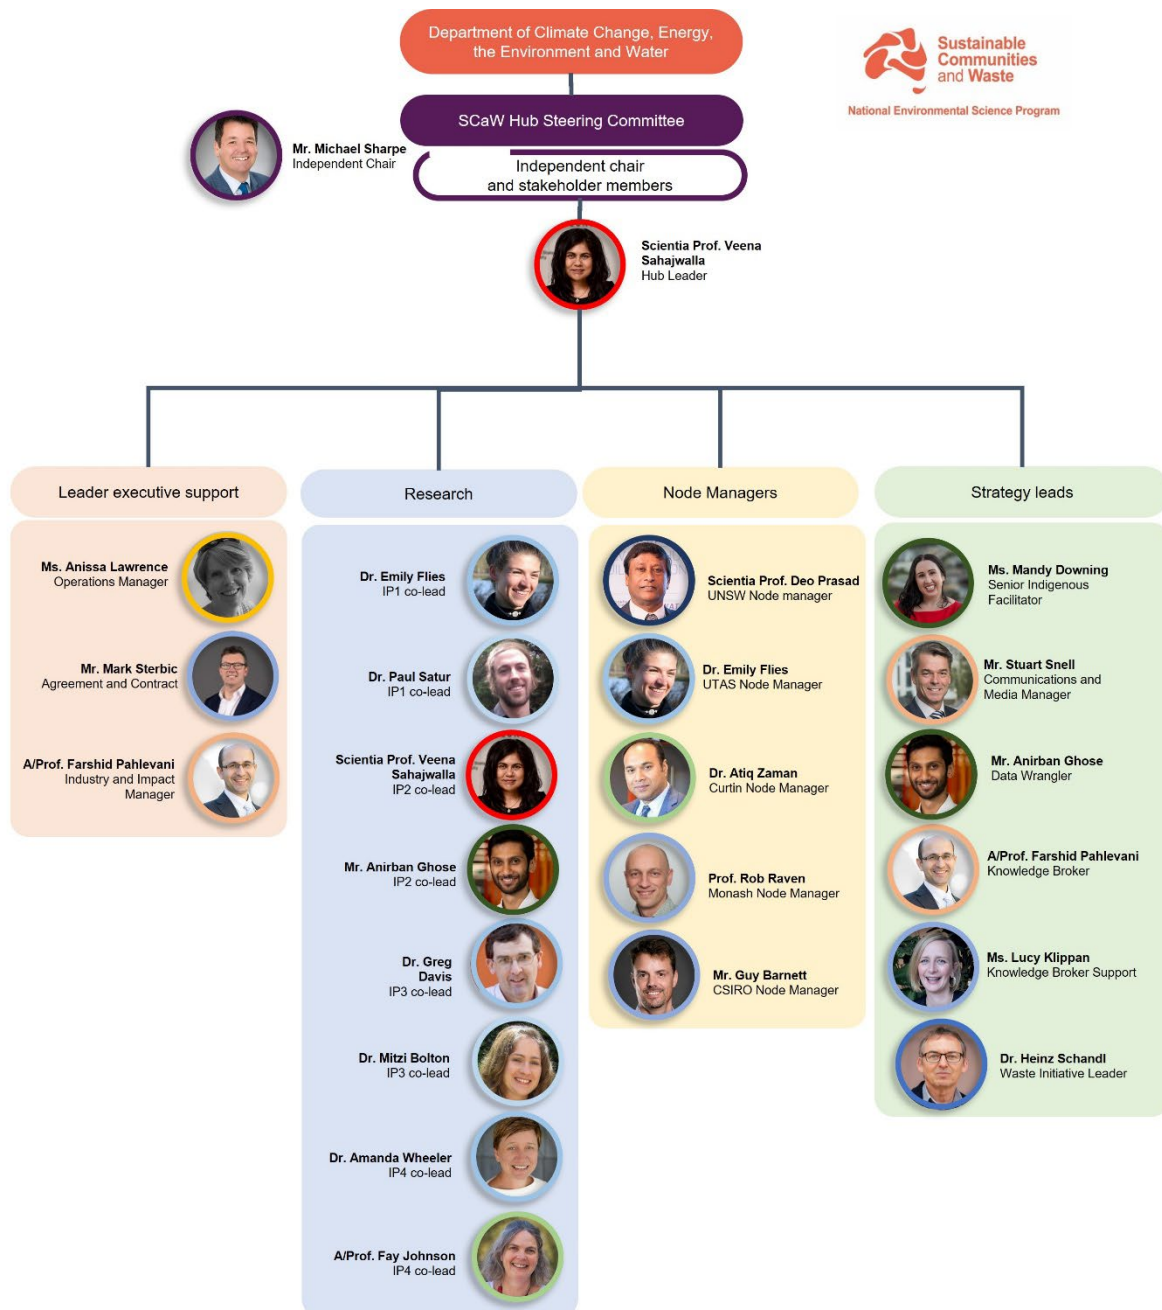 Department of Climate Change, Energy,
the Environment and Water
Sustainable
Communities
and Waste
National Environmental Science Program
SCaW Hub Steering Committee
Mr. Michael Sharpe
Independent Chair
Independent chair
and stakeholder members
Scientia Prof. Veena
Sahajwalla
Hub Leader
Leader executive support
Ms. Anissa Lawrence
Operations Manager
Mr. Mark Sterbic
Agreement and Contract
A/Prof. Farshid Pahlevani
Industry and Impact
Manager
Research
Dr. Emily Flies
IP1 co-lead
Dr. Paul Satur
IP1 co-lead
Scientia Prof. Veena
Sahajwalla
IP2 co-lead
Mr. Anirban Ghose
IP2 co-lead
Dr. Greg
Davis
IP3 co-lead
Dr. Mitzi Bolton
IP3 co-lead
Dr. Amanda Wheeler
IP4 co-lead
A/Prof. Fay Johnson
IP4 co-lead
Node Managers
Scientia Prof. Deo Prasad
UNSW Node manager
Dr. Emily Flies
UTAS Node Manager
Dr. Atiq Zaman
Curtin Node Manager
Prof. Rob Raven
Monash Node Manager
Mr. Guy Barnett
CSIRO Node Manager
Strategy leads
Ms. Mandy Downing
Senior Indigenous
Facilitator
Mr. Stuart Snell
Communications and
Media Manager
Mr. Anirban Ghose
Data Wrangler
A/Prof. Farshid Pahlevani
Knowledge Broker
Ms. Lucy Klippan
Knowledge Broker Support
Dr. Heinz Schandl
Waste Initiative Leader